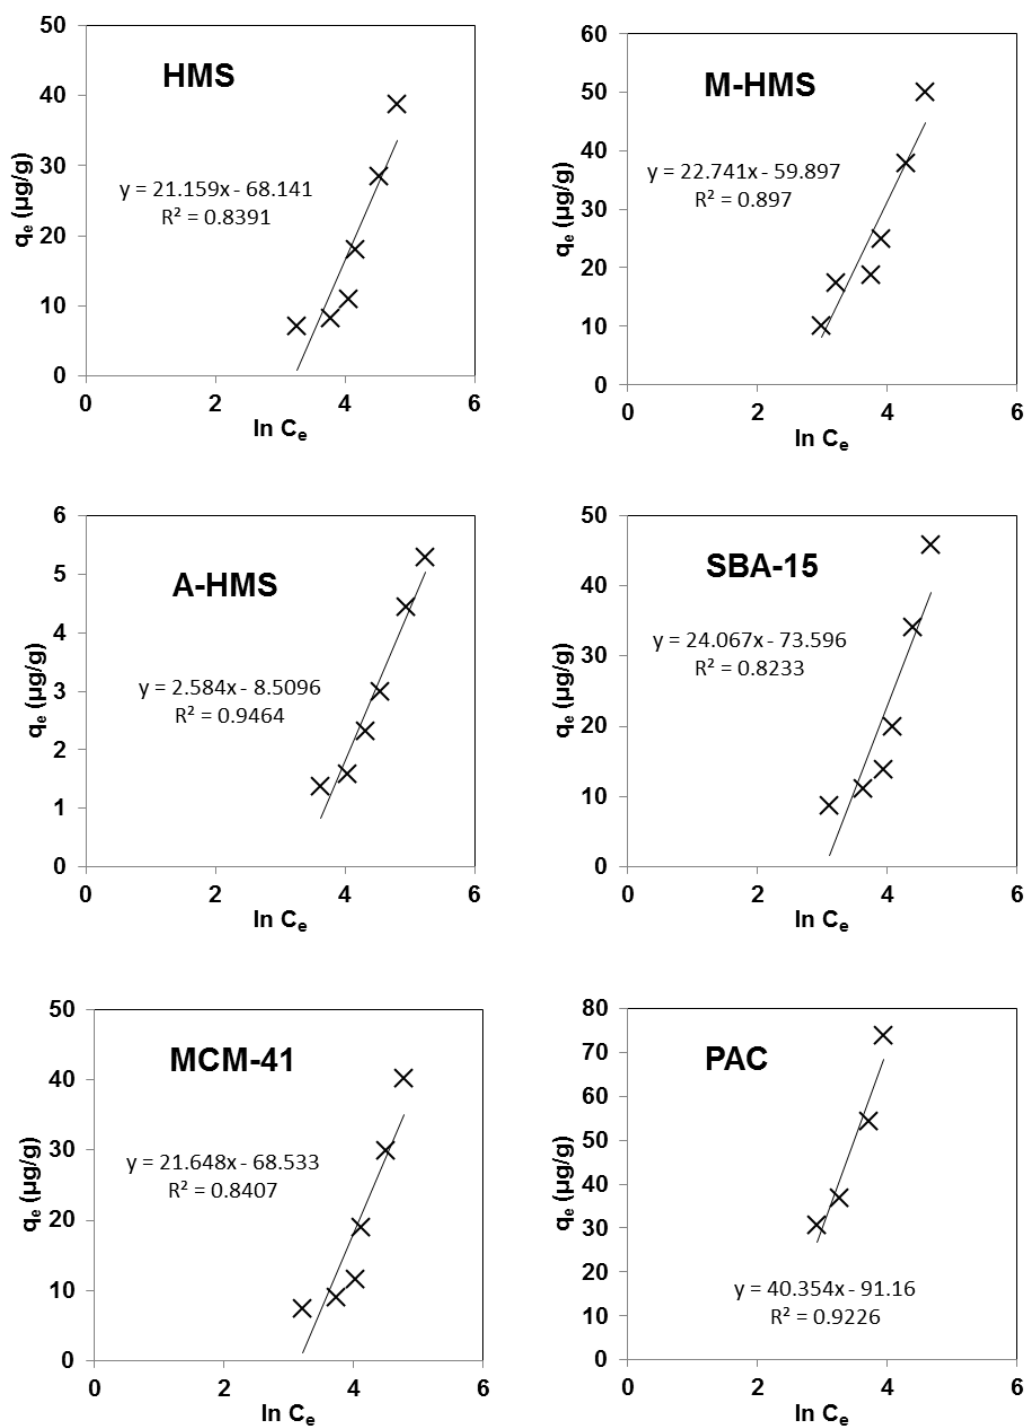 HMS
y = 21.159x - 68.141
R² = 0.8391
qₑ (µg/g)
50
40
30
20
10
0
0 2 4 6
ln Cₑ
M-HMS
y = 22.741x - 59.897
R² = 0.897
qₑ (µg/g)
60
50
40
30
20
10
0
0 2 4 6
ln Cₑ
A-HMS
y = 2.584x - 8.5096
R² = 0.9464
qₑ (µg/g)
6
5
4
3
2
1
0
0 2 4 6
ln Cₑ
SBA-15
y = 24.067x - 73.596
R² = 0.8233
qₑ (µg/g)
50
40
30
20
10
0
0 2 4 6
ln Cₑ
MCM-41
y = 21.648x - 68.533
R² = 0.8407
qₑ (µg/g)
50
40
30
20
10
0
0 2 4 6
ln Cₑ
PAC
y = 40.354x - 91.16
R² = 0.9226
qₑ (µg/g)
80
70
60
50
40
30
20
10
0
0 2 4 6
ln Cₑ